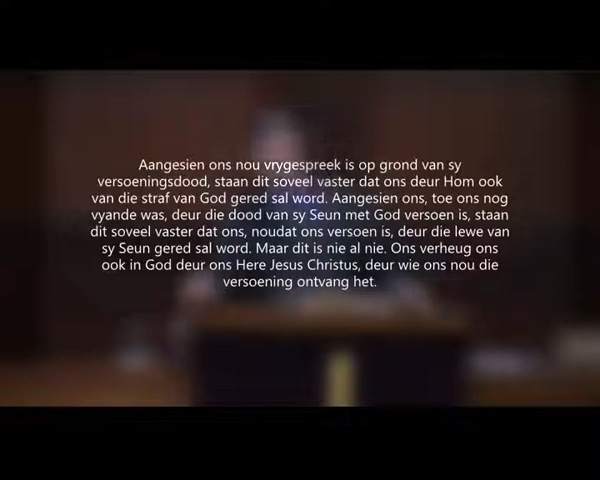 Aangesien ons nou vrygespreek is op grond van sy
versoeningsdood, staan dit soveel vaster dat ons deur Hom ook
van die straf van God gered sal word. Aangesien ons, toe ons nog
vyande was, deur die dood van sy Seun met God versoen is, staan
dit soveel vaster dat ons, noudat ons versoen is, deur die lewe van
sy Seun gered sal word. Maar dit is nie al nie. Ons verheug ons
ook in God deur ons Here Jesus Christus, deur wie ons nou die
versoening ontvang het.